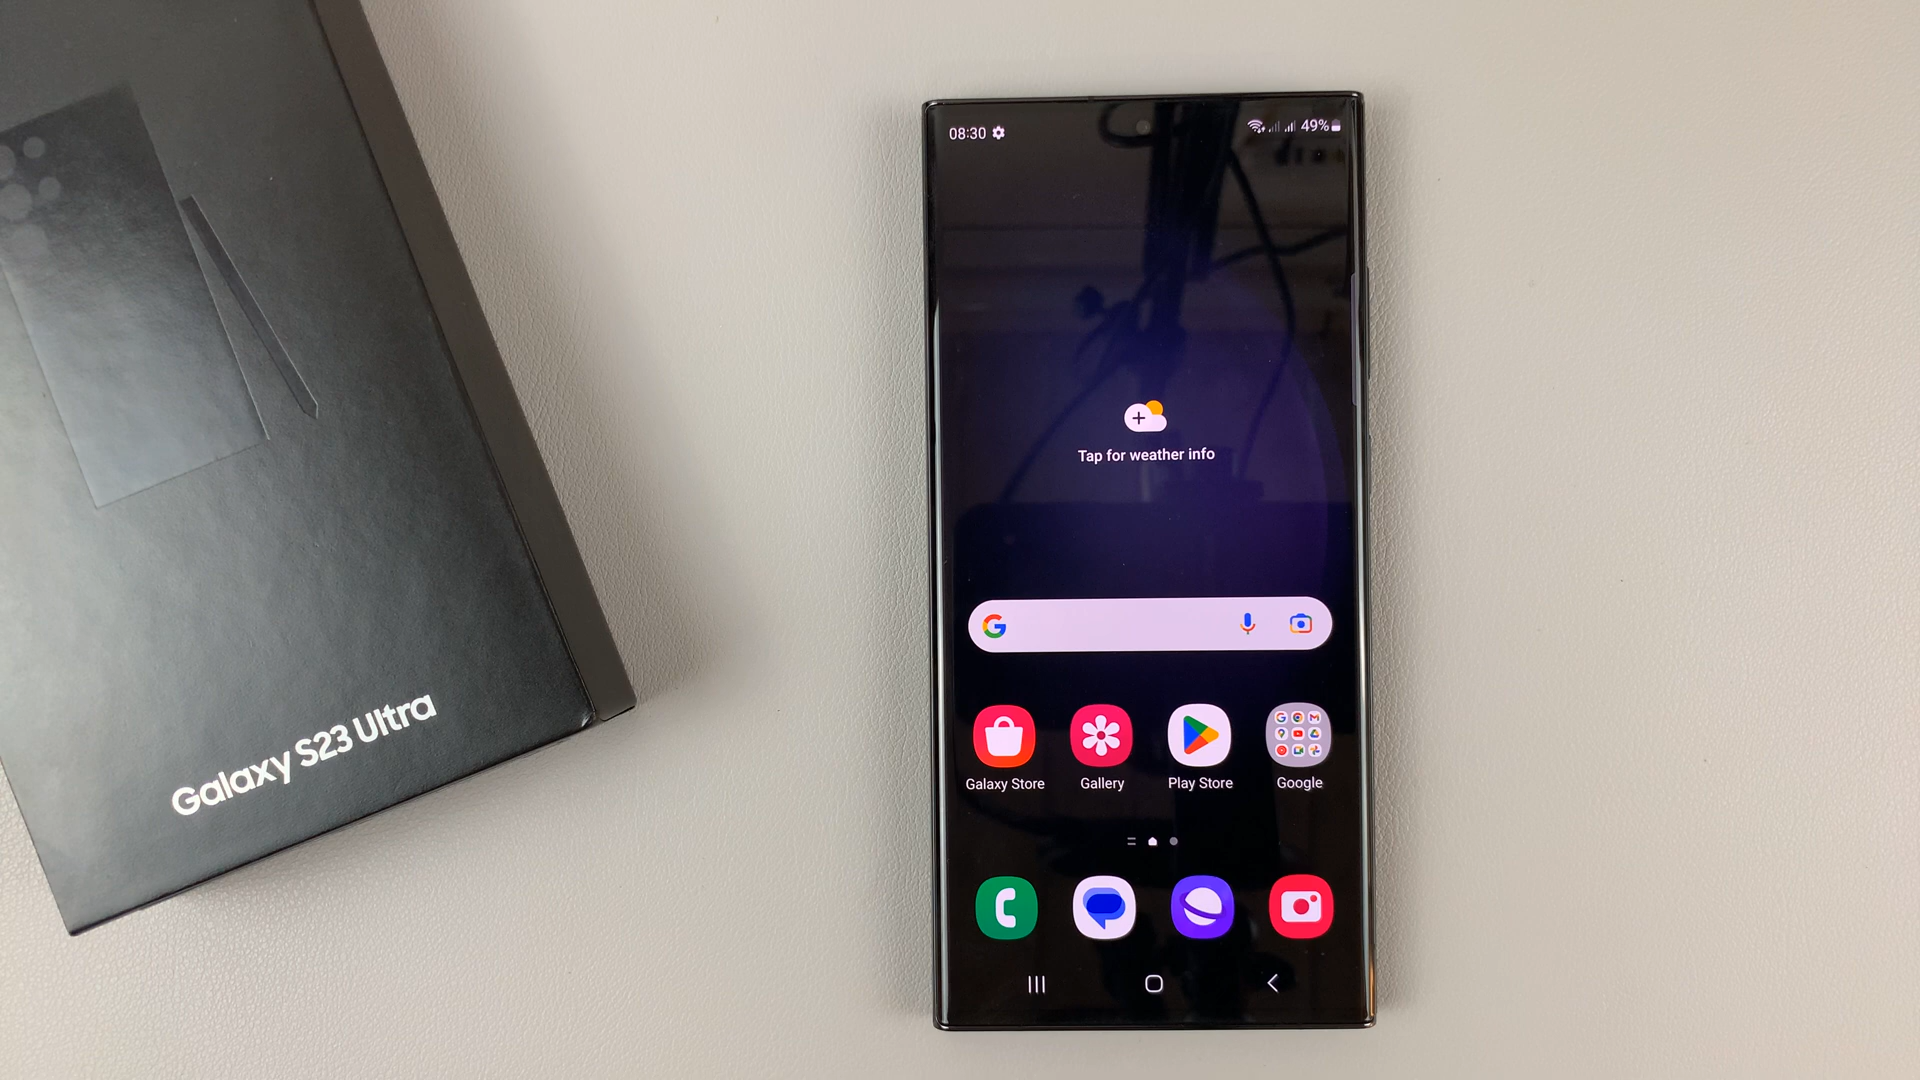 Galaxy S23 Ultra
08:30
49%
Tap for weather info
G
Galaxy Store
Gallery
Play Store
Google